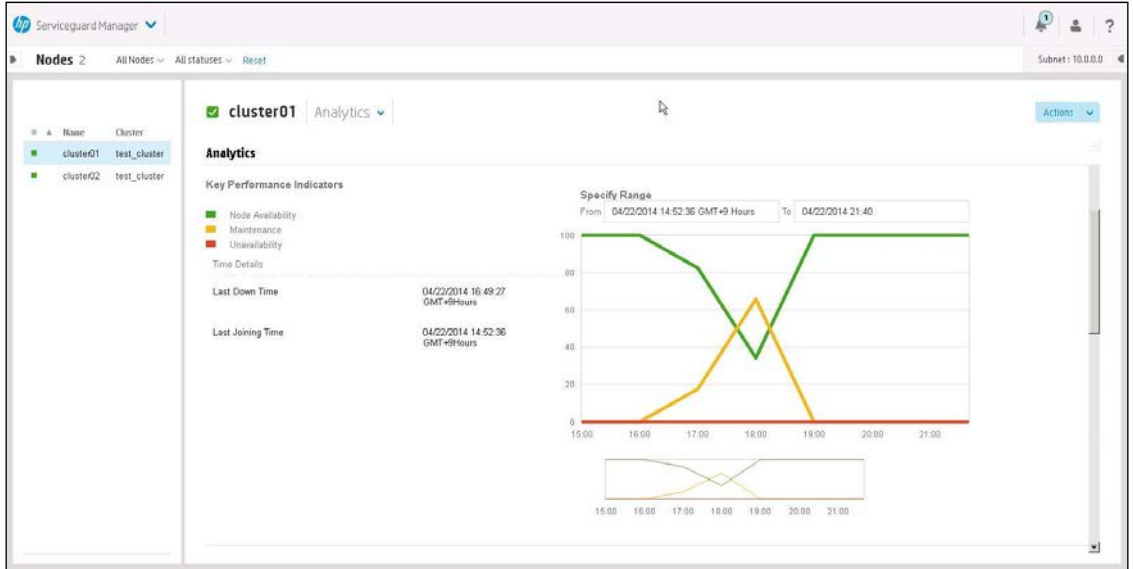 hp Serviceguard Manager
1
?
Nodes 2 All Nodes All statuses Reset
Subnet : 10.0.0.0
cluster01 Analytics
Actions
Name Cluster
cluster01 test_cluster
cluster02 test_cluster
Analytics
Key Performance Indicators
Node Availability
Maintenance
Unavailability
Time Details
Last Down Time 04/22/2014 16:49:27
GMT+9Hours
Last Joining Time 04/22/2014 14:52:36
GMT+9Hours
Specify Range
From 04/22/2014 14:52:36 GMT+9 Hours To 04/22/2014 21:40
100
80
60
40
20
0
15:00 16:00 17:00 18:00 19:00 20:00 21:00
15:00 16:00 17:00 18:00 19:00 20:00 21:00